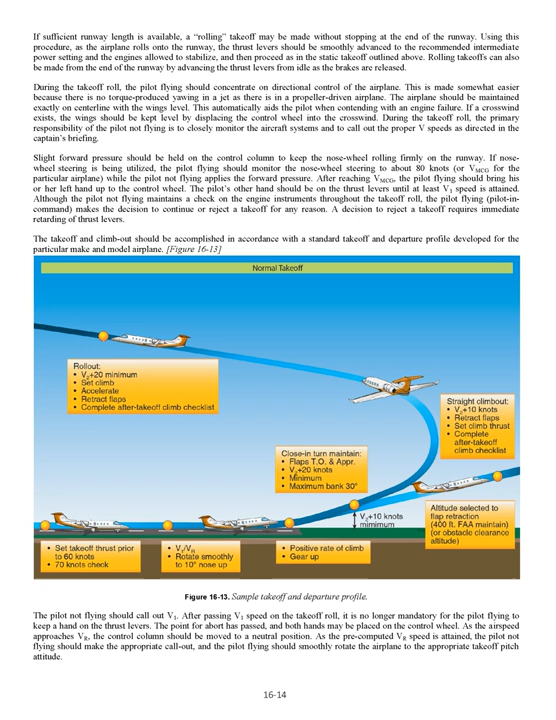 If sufficient runway length is available, a “rolling” takeoff may be made without stopping at the end of the runway. Using this
procedure, as the airplane rolls onto the runway, the thrust levers should be smoothly advanced to the recommended intermediate
power setting and the engines allowed to stabilize, and then proceed as in the static takeoff outlined above. Rolling takeoffs can also
be made from the end of the runway by advancing the thrust levers from idle as the brakes are released.
During the takeoff roll, the pilot flying should concentrate on directional control of the airplane. This is made somewhat easier
because there is no torque-produced yawing in a jet as there is in a propeller-driven airplane. The airplane should be maintained
exactly on centerline with the wings level. This automatically aids the pilot when contending with an engine failure. If a crosswind
exists, the wings should be kept level by displacing the control wheel into the crosswind. During the takeoff roll, the primary
responsibility of the pilot not flying is to closely monitor the aircraft systems and to call out the proper V speeds as directed in the
captain’s briefing.
Slight forward pressure should be held on the control column to keep the nose-wheel rolling firmly on the runway. If nose-
wheel steering is being utilized, the pilot flying should monitor the nose-wheel steering to about 80 knots (or VMCG for the
particular airplane) while the pilot not flying applies the forward pressure. After reaching VMCG, the pilot flying should bring his
or her left hand up to the control wheel. The pilot’s other hand should be on the thrust levers until at least V1 speed is attained.
Although the pilot not flying maintains a check on the engine instruments throughout the takeoff roll, the pilot flying (pilot-in-
command) makes the decision to continue or reject a takeoff for any reason. A decision to reject a takeoff requires immediate
retarding of thrust levers.
The takeoff and climb-out should be accomplished in accordance with a standard takeoff and departure profile developed for the
particular make and model airplane. [Figure 16-13]
Normal Takeoff
Rollout:
• V2+20 minimum
• Set climb
• Accelerate
• Retract flaps
• Complete after-takeoff climb checklist
Straight climbout:
• V2+10 knots
• Retract flaps
• Set climb thrust
• Complete
after-takeoff
climb checklist
Close-in turn maintain:
• Flaps T.O. & Appr.
• V2+20 knots
• Minimum
• Maximum bank 30°
V2+10 knots
mimimum
Altitude selected to
flap retraction
(400 ft. FAA maintain)
(or obstacle clearance
altitude)
• Set takeoff thrust prior
to 60 knots
• 70 knots check
• V1/VR
• Rotate smoothly
to 10° nose up
• Positive rate of climb
• Gear up
Figure 16-13. Sample takeoff and departure profile.
The pilot not flying should call out V1. After passing V1 speed on the takeoff roll, it is no longer mandatory for the pilot flying to
keep a hand on the thrust levers. The point for abort has passed, and both hands may be placed on the control wheel. As the airspeed
approaches VR, the control column should be moved to a neutral position. As the pre-computed VR speed is attained, the pilot not
flying should make the appropriate call-out, and the pilot flying should smoothly rotate the airplane to the appropriate takeoff pitch
attitude.
16-14